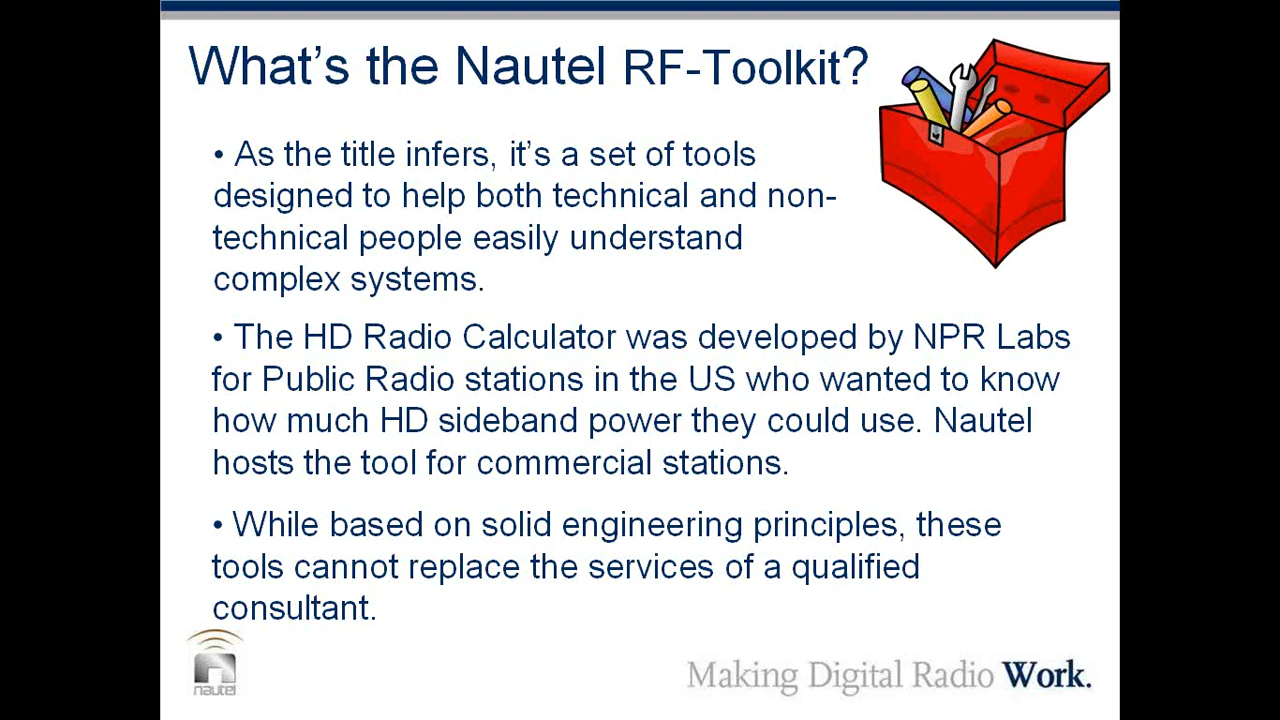 What's the Nautel RF-Toolkit?
• As the title infers, it's a set of tools
designed to help both technical and non-
technical people easily understand
complex systems.
• The HD Radio Calculator was developed by NPR Labs
for Public Radio stations in the US who wanted to know
how much HD sideband power they could use. Nautel
hosts the tool for commercial stations.
• While based on solid engineering principles, these
tools cannot replace the services of a qualified
consultant.
nautel
Making Digital Radio Work.